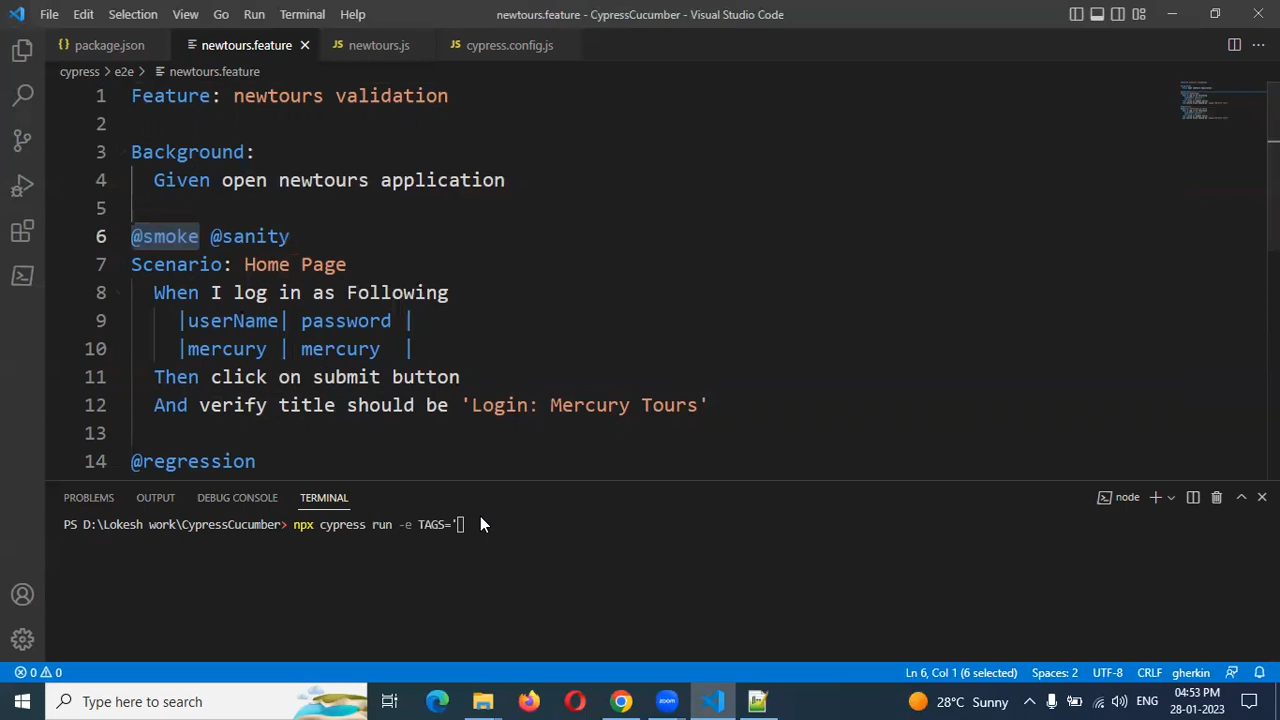 File Edit Selection View Go Run Terminal Help newtours.feature - CypressCucumber - Visual Studio Code
{} package.json newtours.feature JS newtours.js JS cypress.config.js
cypress > e2e > newtours.feature
1 Feature: newtours validation
2
3 Background:
4 Given open newtours application
5
6 @smoke @sanity
7 Scenario: Home Page
8 When I log in as Following
9 |userName| password |
10 |mercury | mercury |
11 Then click on submit button
12 And verify title should be 'Login: Mercury Tours'
13
14 @regression
PROBLEMS OUTPUT DEBUG CONSOLE TERMINAL node
PS D:\Lokesh work\CypressCucumber> npx cypress run -e TAGS='
0 0 Ln 6, Col 1 (6 selected) Spaces: 2 UTF-8 CRLF gherkin
Type here to search zoom 28°C Sunny ENG 04:53 PM
28-01-2023